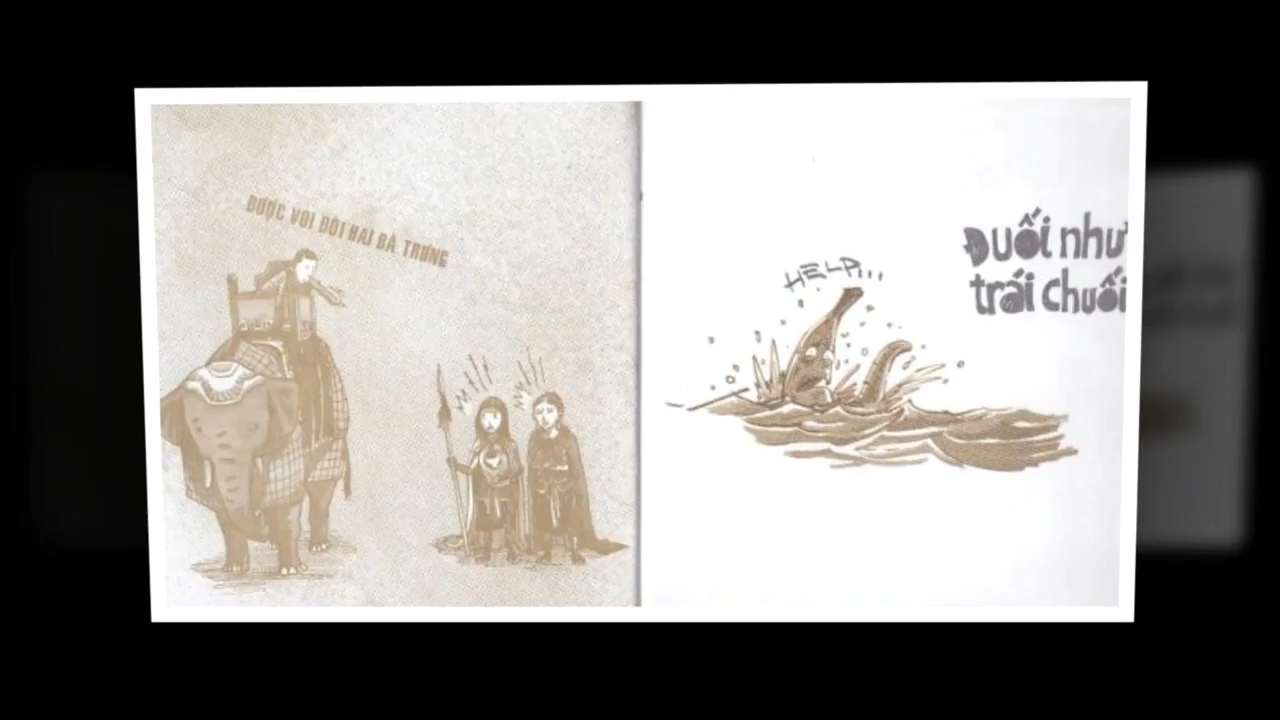 ĐƯỢC VOI ĐÒI HAI BÀ TRƯNG
HELP...
Đuối như
trái chuối